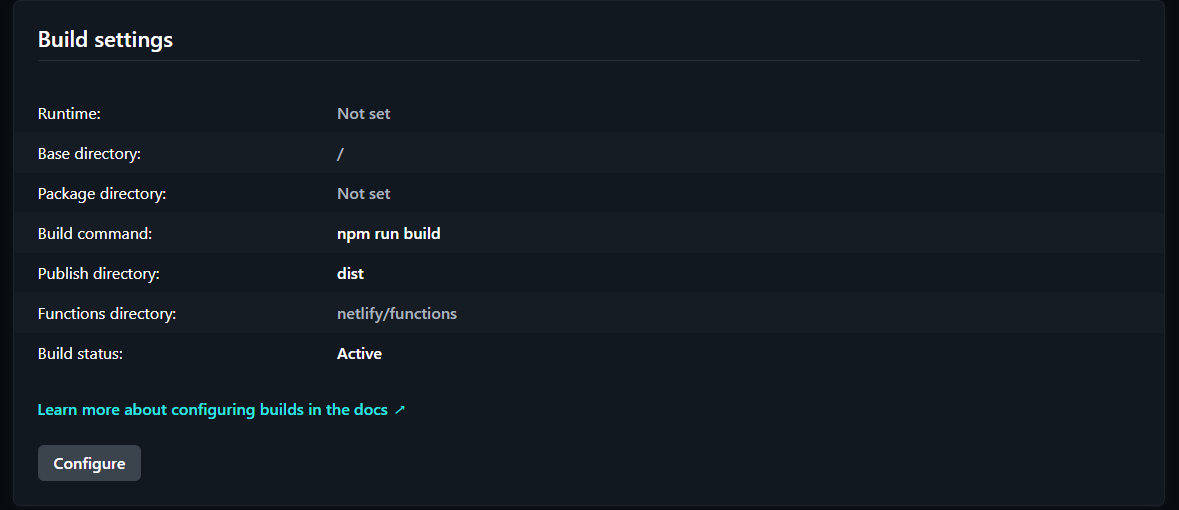 Build settings
Runtime: Not set
Base directory: /
Package directory: Not set
Build command: npm run build
Publish directory: dist
Functions directory: netlify/functions
Build status: Active
Learn more about configuring builds in the docs ↗
Configure